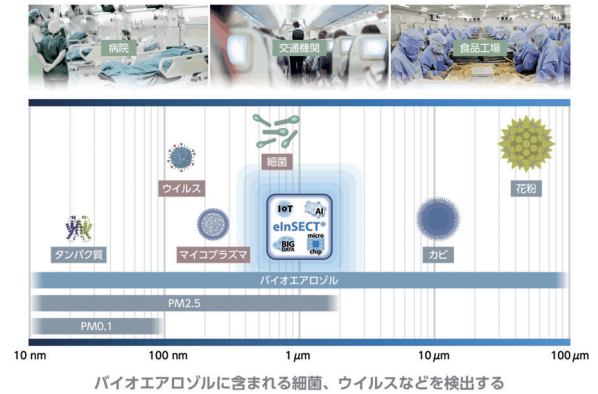 病院
交通機関
食品工場
細菌
ウイルス
花粉
IoT
AI
eInSECT®
BIG
DATA
micro
chip
タンパク質
マイコプラズマ
カビ
バイオエアロゾル
PM2.5
PM0.1
10 nm
100 nm
1 μm
10 μm
100 μm
バイオエアロゾルに含まれる細菌、ウイルスなどを検出する